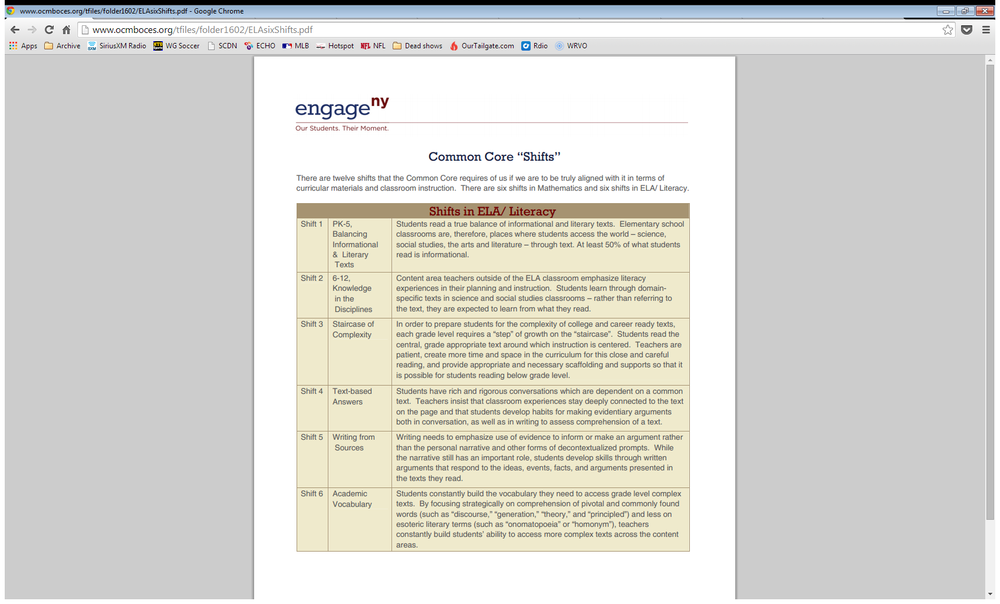 www.ocmboces.org/tfiles/folder1602/ELAsixShifts.pdf - Google Chrome
www.ocmboces.org/tfiles/folder1602/ELAsixShifts.pdf
Apps Archive SXM SiriusXM Radio HTO Sports WG Soccer SCDN ECHO MLB Hotspot NFL NFL Dead shows OurTailgate.com Rdio WRVO
engageny
Our Students. Their Moment.
Common Core “Shifts”
There are twelve shifts that the Common Core requires of us if we are to be truly aligned with it in terms of
curricular materials and classroom instruction.  There are six shifts in Mathematics and six shifts in ELA/ Literacy.
Shifts in ELA/ Literacy
Shift 1
PK-5,
Balancing
Informational
&  Literary
Texts
Students read a true balance of informational and literary texts.  Elementary school
classrooms are, therefore, places where students access the world – science,
social studies, the arts and literature – through text. At least 50% of what students
read is informational.
Shift 2
6-12,
Knowledge
in the
Disciplines
Content area teachers outside of the ELA classroom emphasize literacy
experiences in their planning and instruction.  Students learn through domain-
specific texts in science and social studies classrooms – rather than referring to
the text, they are expected to learn from what they read.
Shift 3
Staircase of
Complexity
In order to prepare students for the complexity of college and career ready texts,
each grade level requires a “step” of growth on the “staircase”.  Students read the
central, grade appropriate text around which instruction is centered.  Teachers are
patient, create more time and space in the curriculum for this close and careful
reading, and provide appropriate and necessary scaffolding and supports so that it
is possible for students reading below grade level.
Shift 4
Text-based
Answers
Students have rich and rigorous conversations which are dependent on a common
text.  Teachers insist that classroom experiences stay deeply connected to the text
on the page and that students develop habits for making evidentiary arguments
both in conversation, as well as in writing to assess comprehension of a text.
Shift 5
Writing from
Sources
Writing needs to emphasize use of evidence to inform or make an argument rather
than the personal narrative and other forms of decontextualized prompts.  While
the narrative still has an important role, students develop skills through written
arguments that respond to the ideas, events, facts, and arguments presented in
the texts they read.
Shift 6
Academic
Vocabulary
Students constantly build the vocabulary they need to access grade level complex
texts.  By focusing strategically on comprehension of pivotal and commonly found
words (such as “discourse,” “generation,” “theory,” and “principled”) and less on
esoteric literary terms (such as “onomatopoeia” or “homonym”), teachers
constantly build students’ ability to access more complex texts across the content
areas.